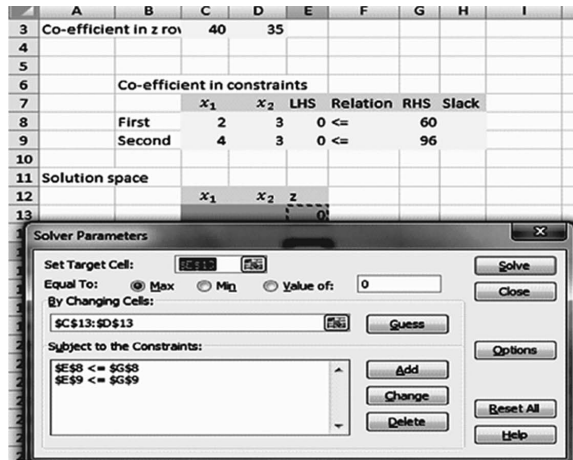 A B C D E F G H I
3 Co-efficient in z rov 40 35
4
5
6 Co-efficient in constraints
7 x₁ x₂ LHS Relation RHS Slack
8 First 2 3 0 <= 60
9 Second 4 3 0 <= 96
10
11 Solution space
12 x₁ x₂ z
13 0
Solver Parameters
Set Target Cell: $E$13
Solve
Equal To: Max Min Value of: 0
Close
By Changing Cells:
$C$13:$D$13 Guess
Subject to the Constraints:
Options
$E$8 <= $G$8 Add
$E$9 <= $G$9
Change
Reset All
Delete
Help